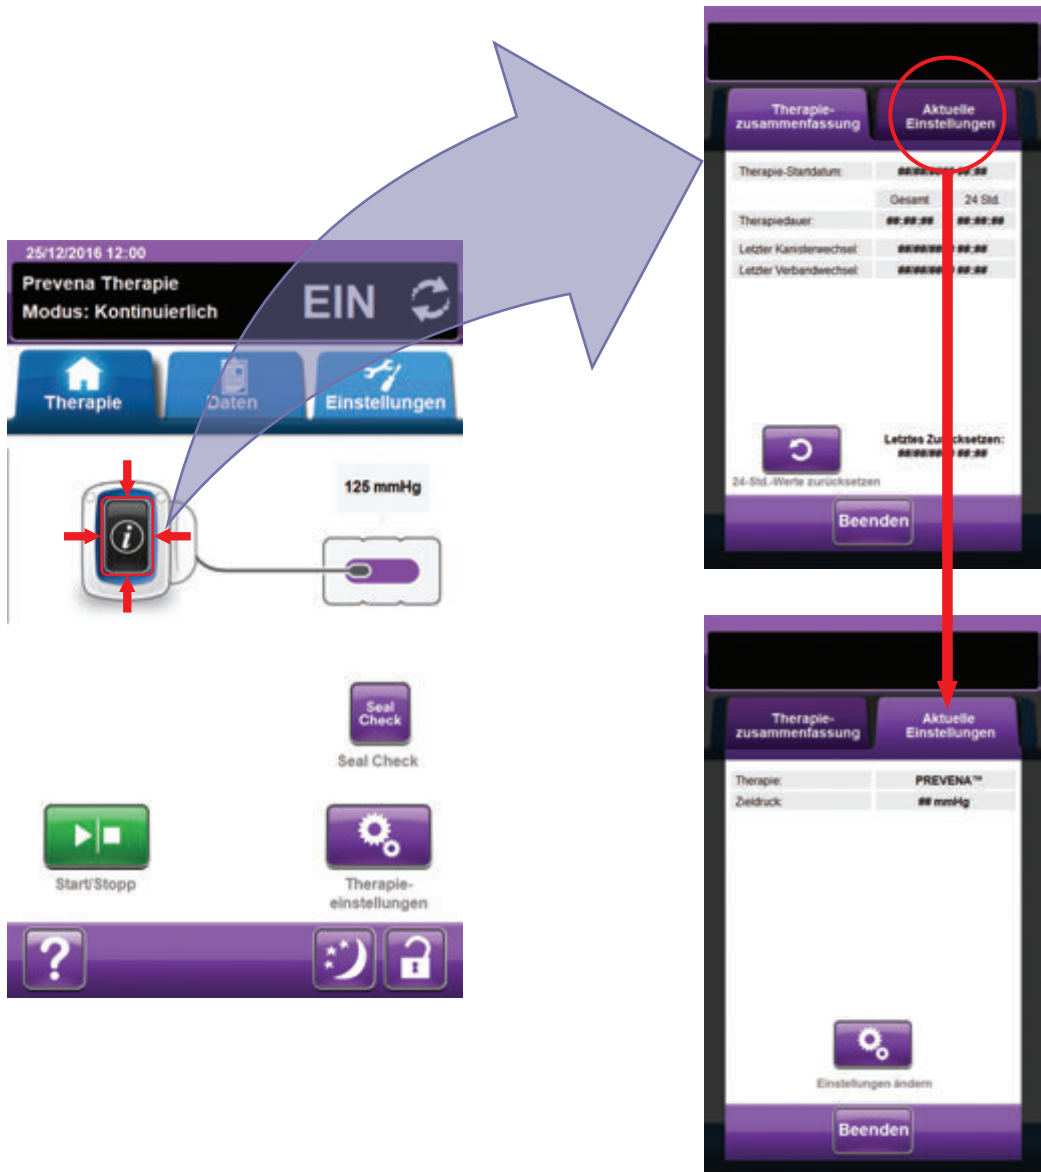 25/12/2016 12:00
Prevena Therapie
Modus: Kontinuierlich
EIN
Therapie
Daten
Einstellungen
i
125 mmHg
Seal
Check
Seal Check
Start/Stopp
Therapie-
einstellungen
?
Therapie-
zusammenfassung
Aktuelle
Einstellungen
Therapie-Startdatum:
Gesamt 24 Std.
Therapiedauer: ##:##:## ##:##:##
Letzter Kanisterwechsel:
Letzter Verbandwechsel:
Letztes Zurücksetzen:
24-Std.-Werte zurücksetzen
Beenden
Therapie-
zusammenfassung
Aktuelle
Einstellungen
Therapie: PREVENA™
Zieldruck: ## mmHg
Einstellungen ändern
Beenden